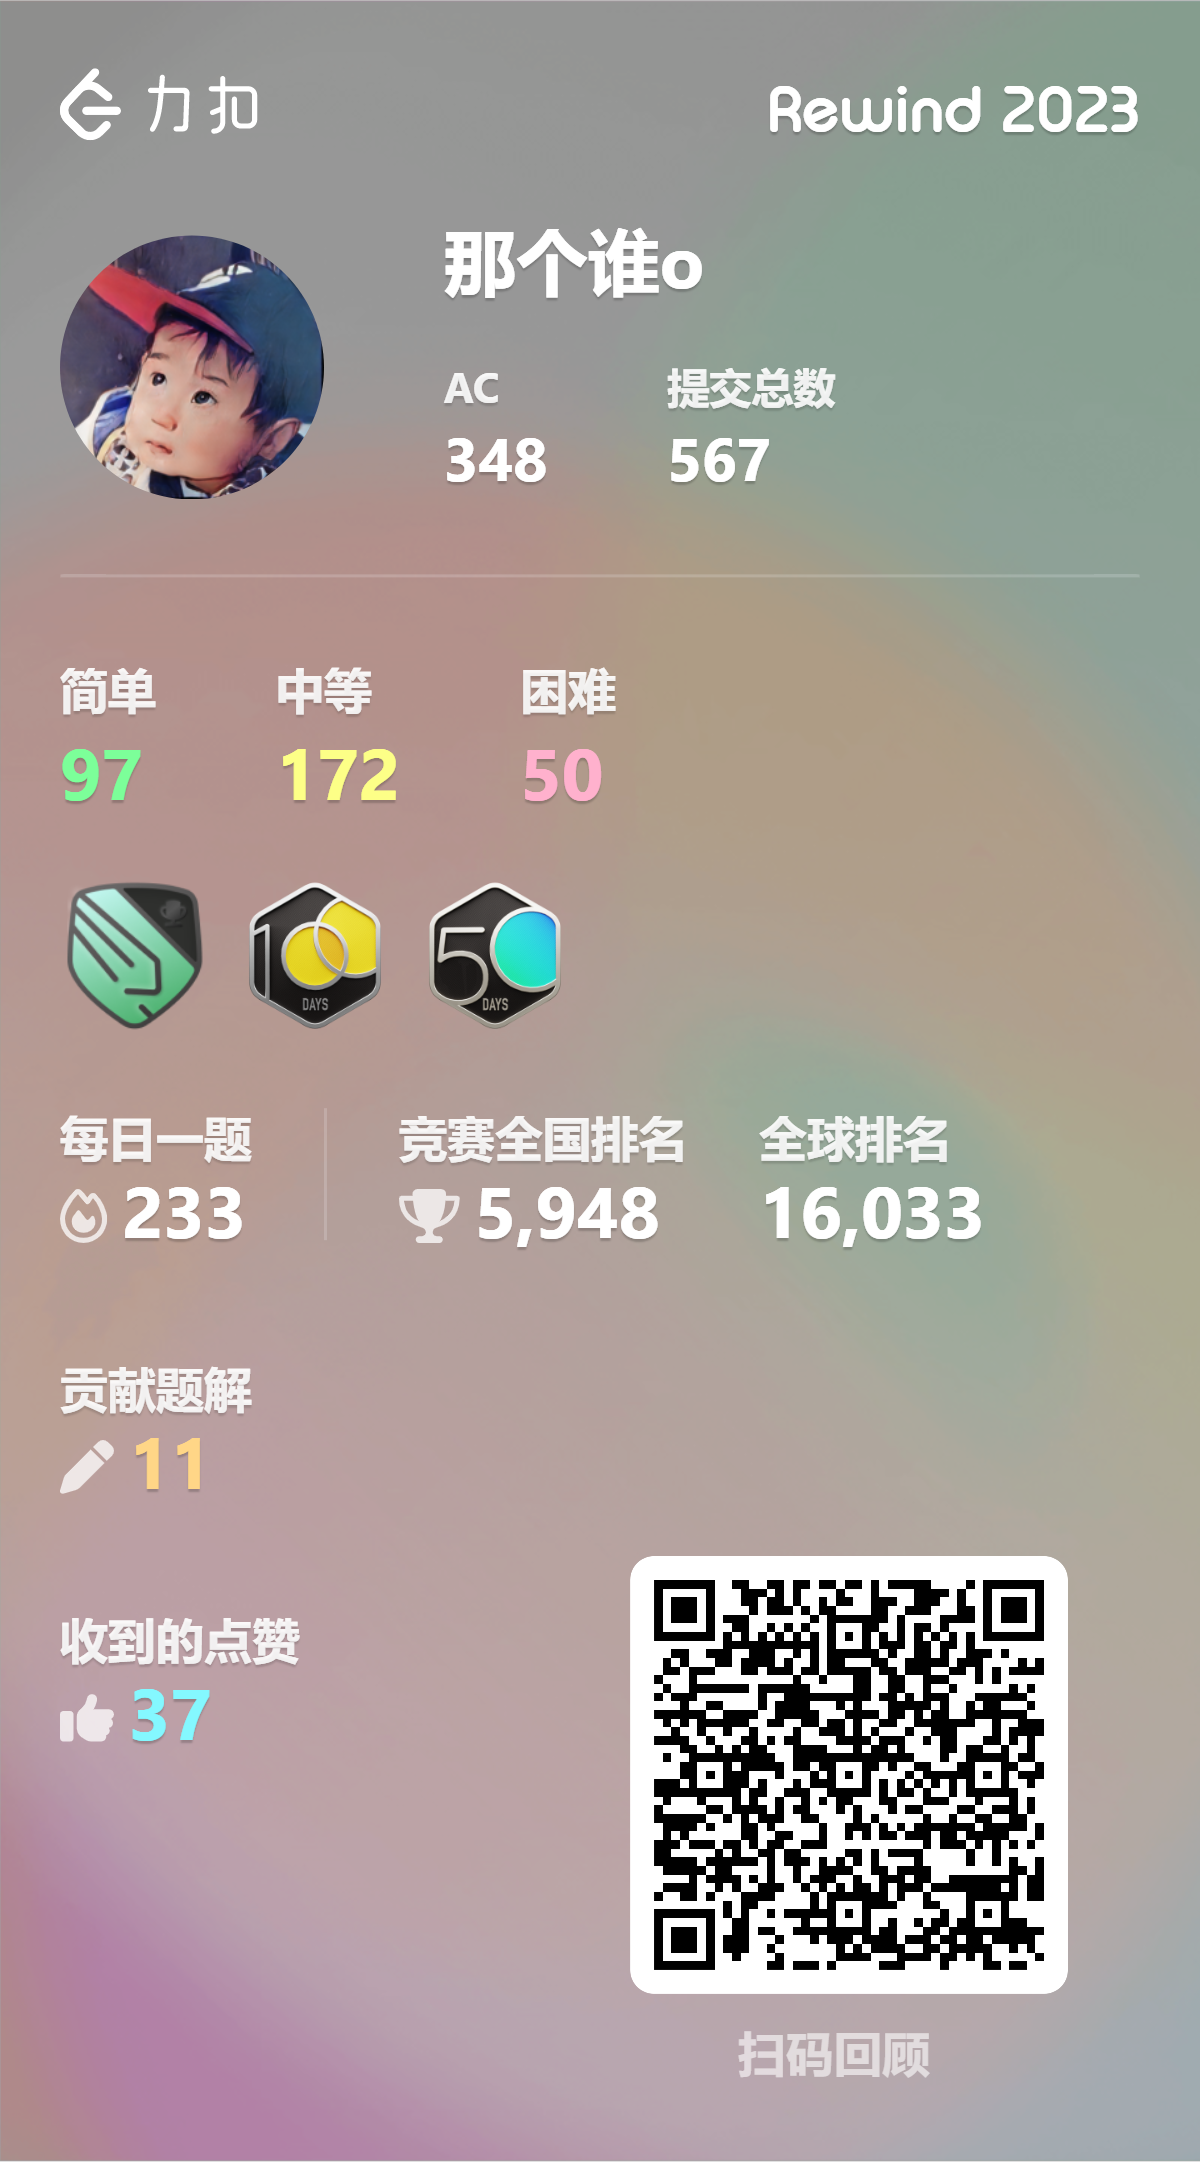 力扣
Rewind 2023
那个谁o
AC
提交总数
348
567
简单
中等
困难
97
172
50
100
DAYS
50
DAYS
每日一题
竞赛全国排名
全球排名
233
5,948
16,033
贡献题解
11
收到的点赞
37
扫码回顾